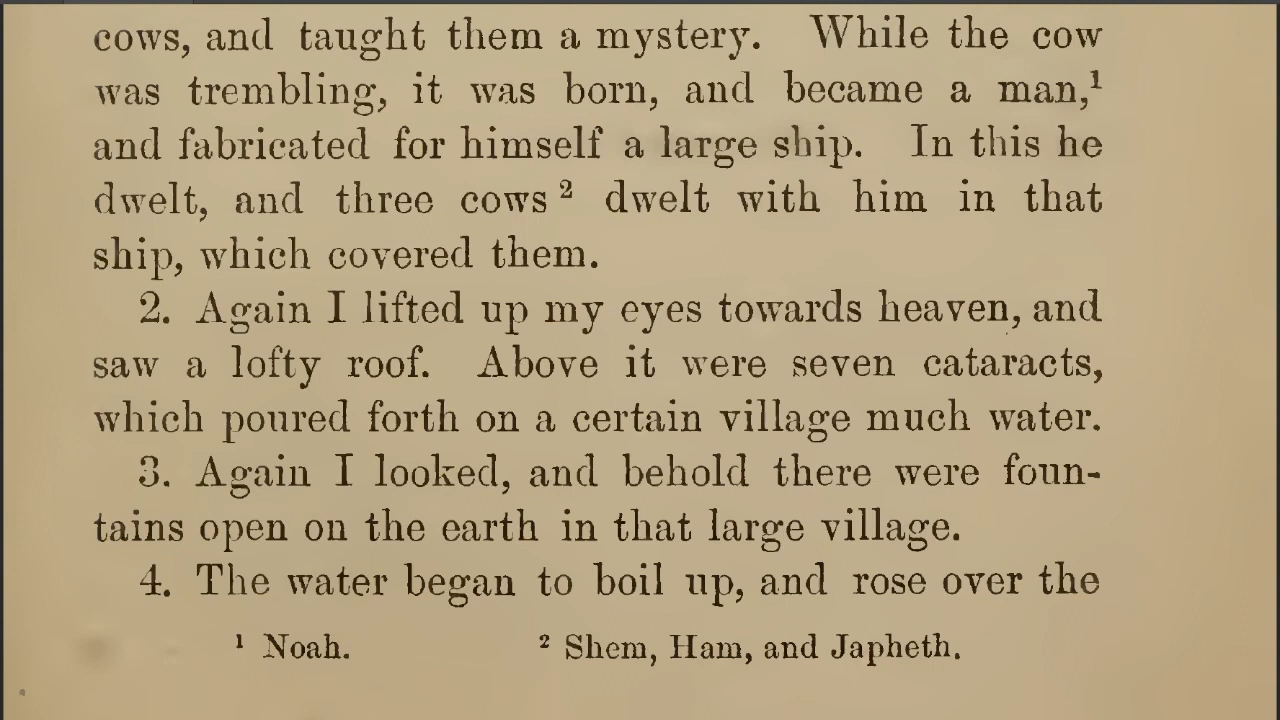 cows, and taught them a mystery. While the cow
was trembling, it was born, and became a man,¹
and fabricated for himself a large ship. In this he
dwelt, and three cows ² dwelt with him in that
ship, which covered them.
2. Again I lifted up my eyes towards heaven, and
saw a lofty roof. Above it were seven cataracts,
which poured forth on a certain village much water.
3. Again I looked, and behold there were foun-
tains open on the earth in that large village.
4. The water began to boil up, and rose over the
¹ Noah. ² Shem, Ham, and Japheth.